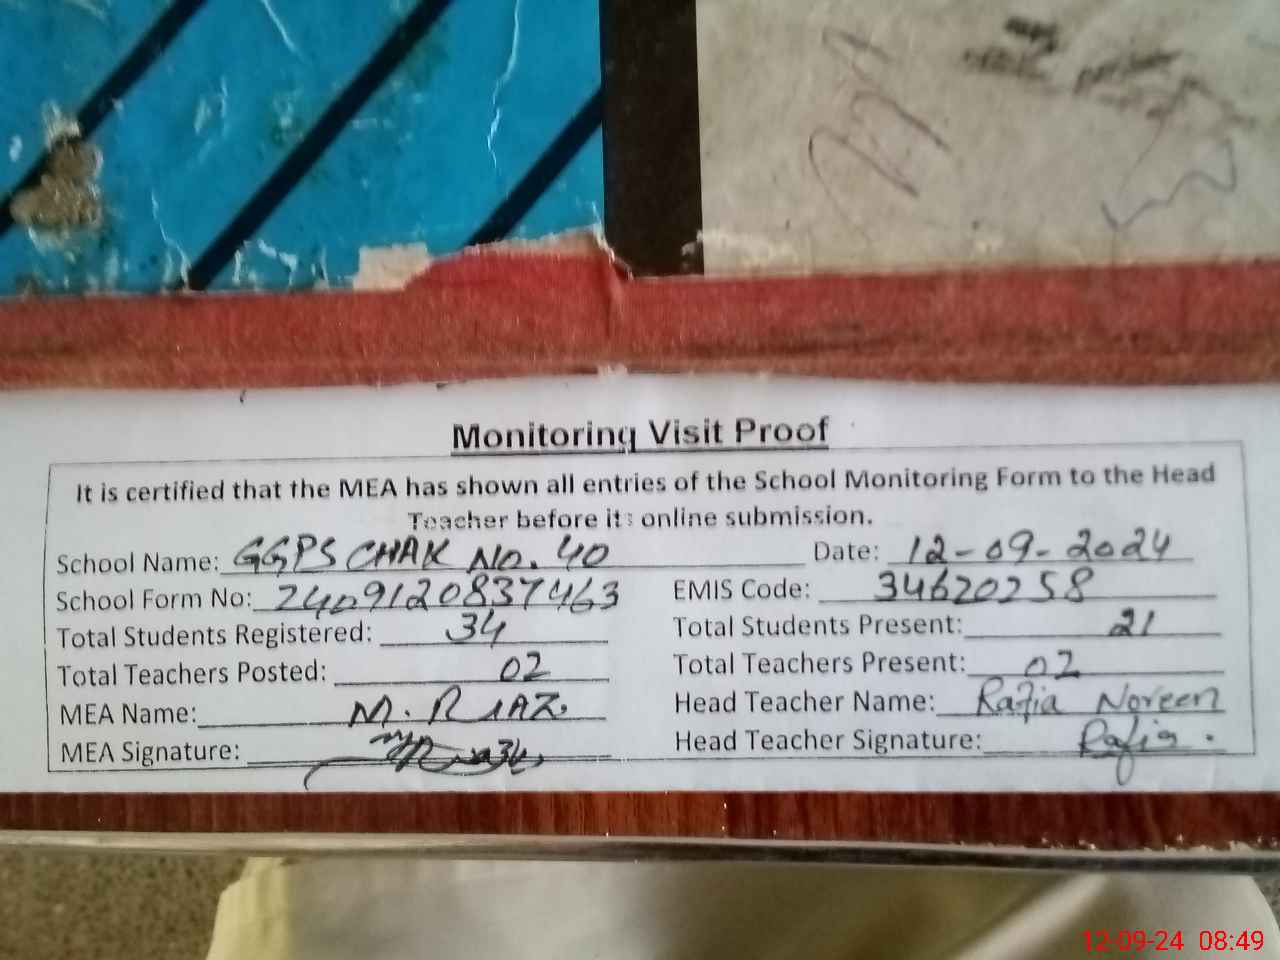 Monitoring Visit Proof
It is certified that the MEA has shown all entries of the School Monitoring Form to the Head
Teacher before its online submission.
School Name: GGPS CHAK NO. 40 Date: 12-09-2024
School Form No: 2409120837463 EMIS Code: 34620258
Total Students Registered: 34 Total Students Present: 21
Total Teachers Posted: 02 Total Teachers Present: 02
MEA Name: M. RIAZ Head Teacher Name: Rafia Noreen
MEA Signature: Head Teacher Signature: Rafia.
12-09-24 08:49